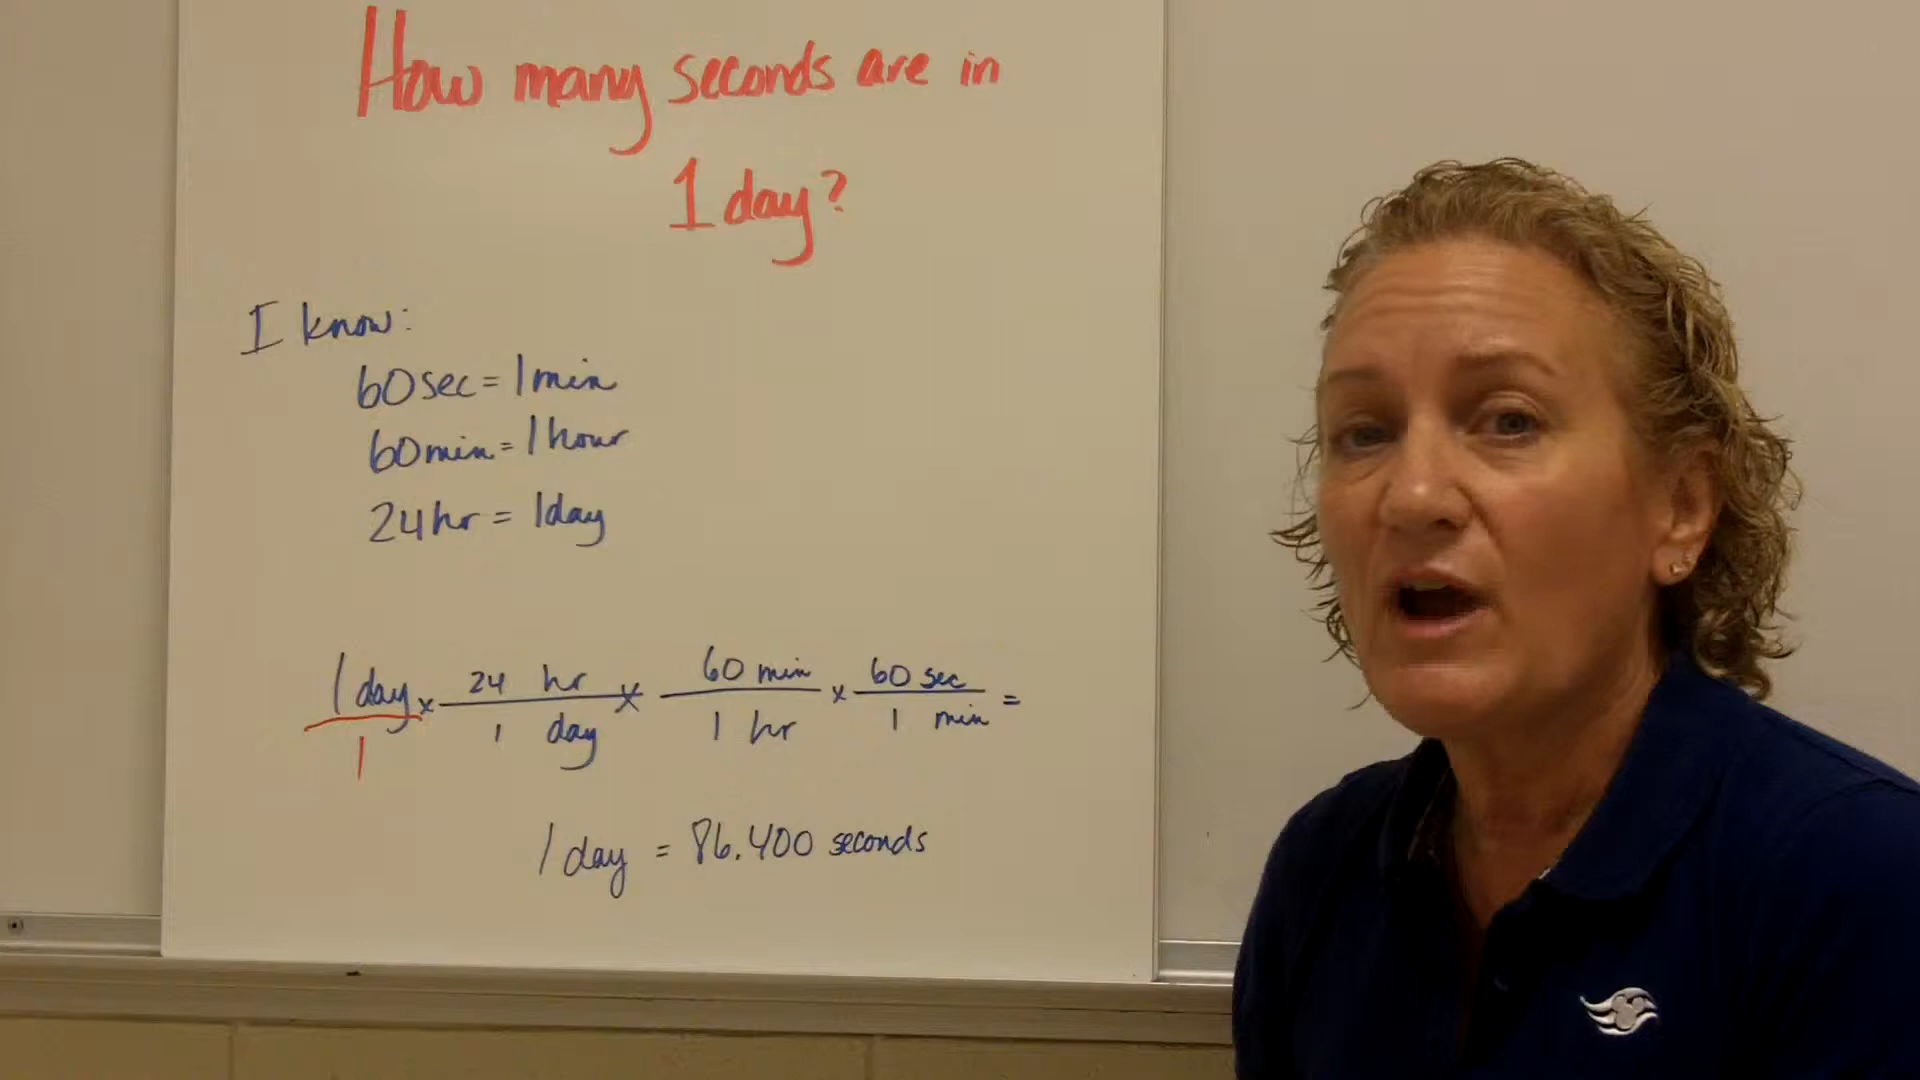 How many seconds are in
1 day?
I know:
60 sec = 1 min
60 min = 1 hour
24 hr = 1 day
1 day x 24 hr x 60 min x 60 sec =
1 1 day 1 hr 1 min
1 day = 86.400 seconds